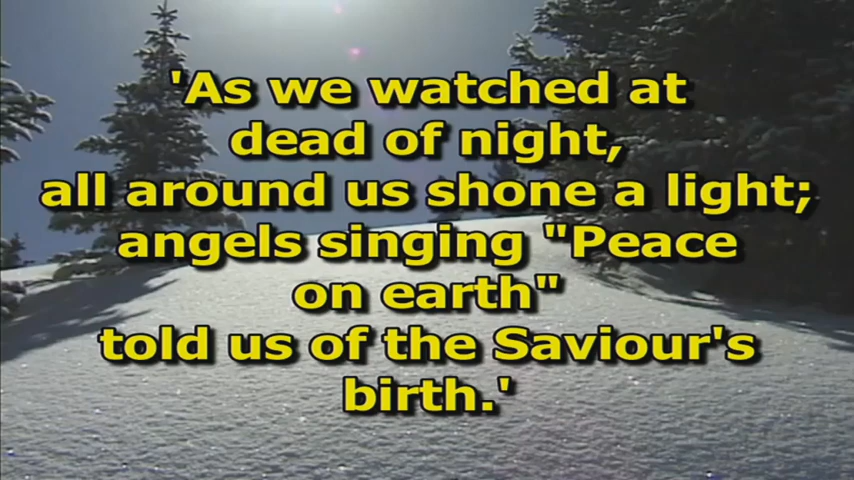 'As we watched at
dead of night,
all around us shone a light;
angels singing "Peace
on earth"
told us of the Saviour's
birth.'